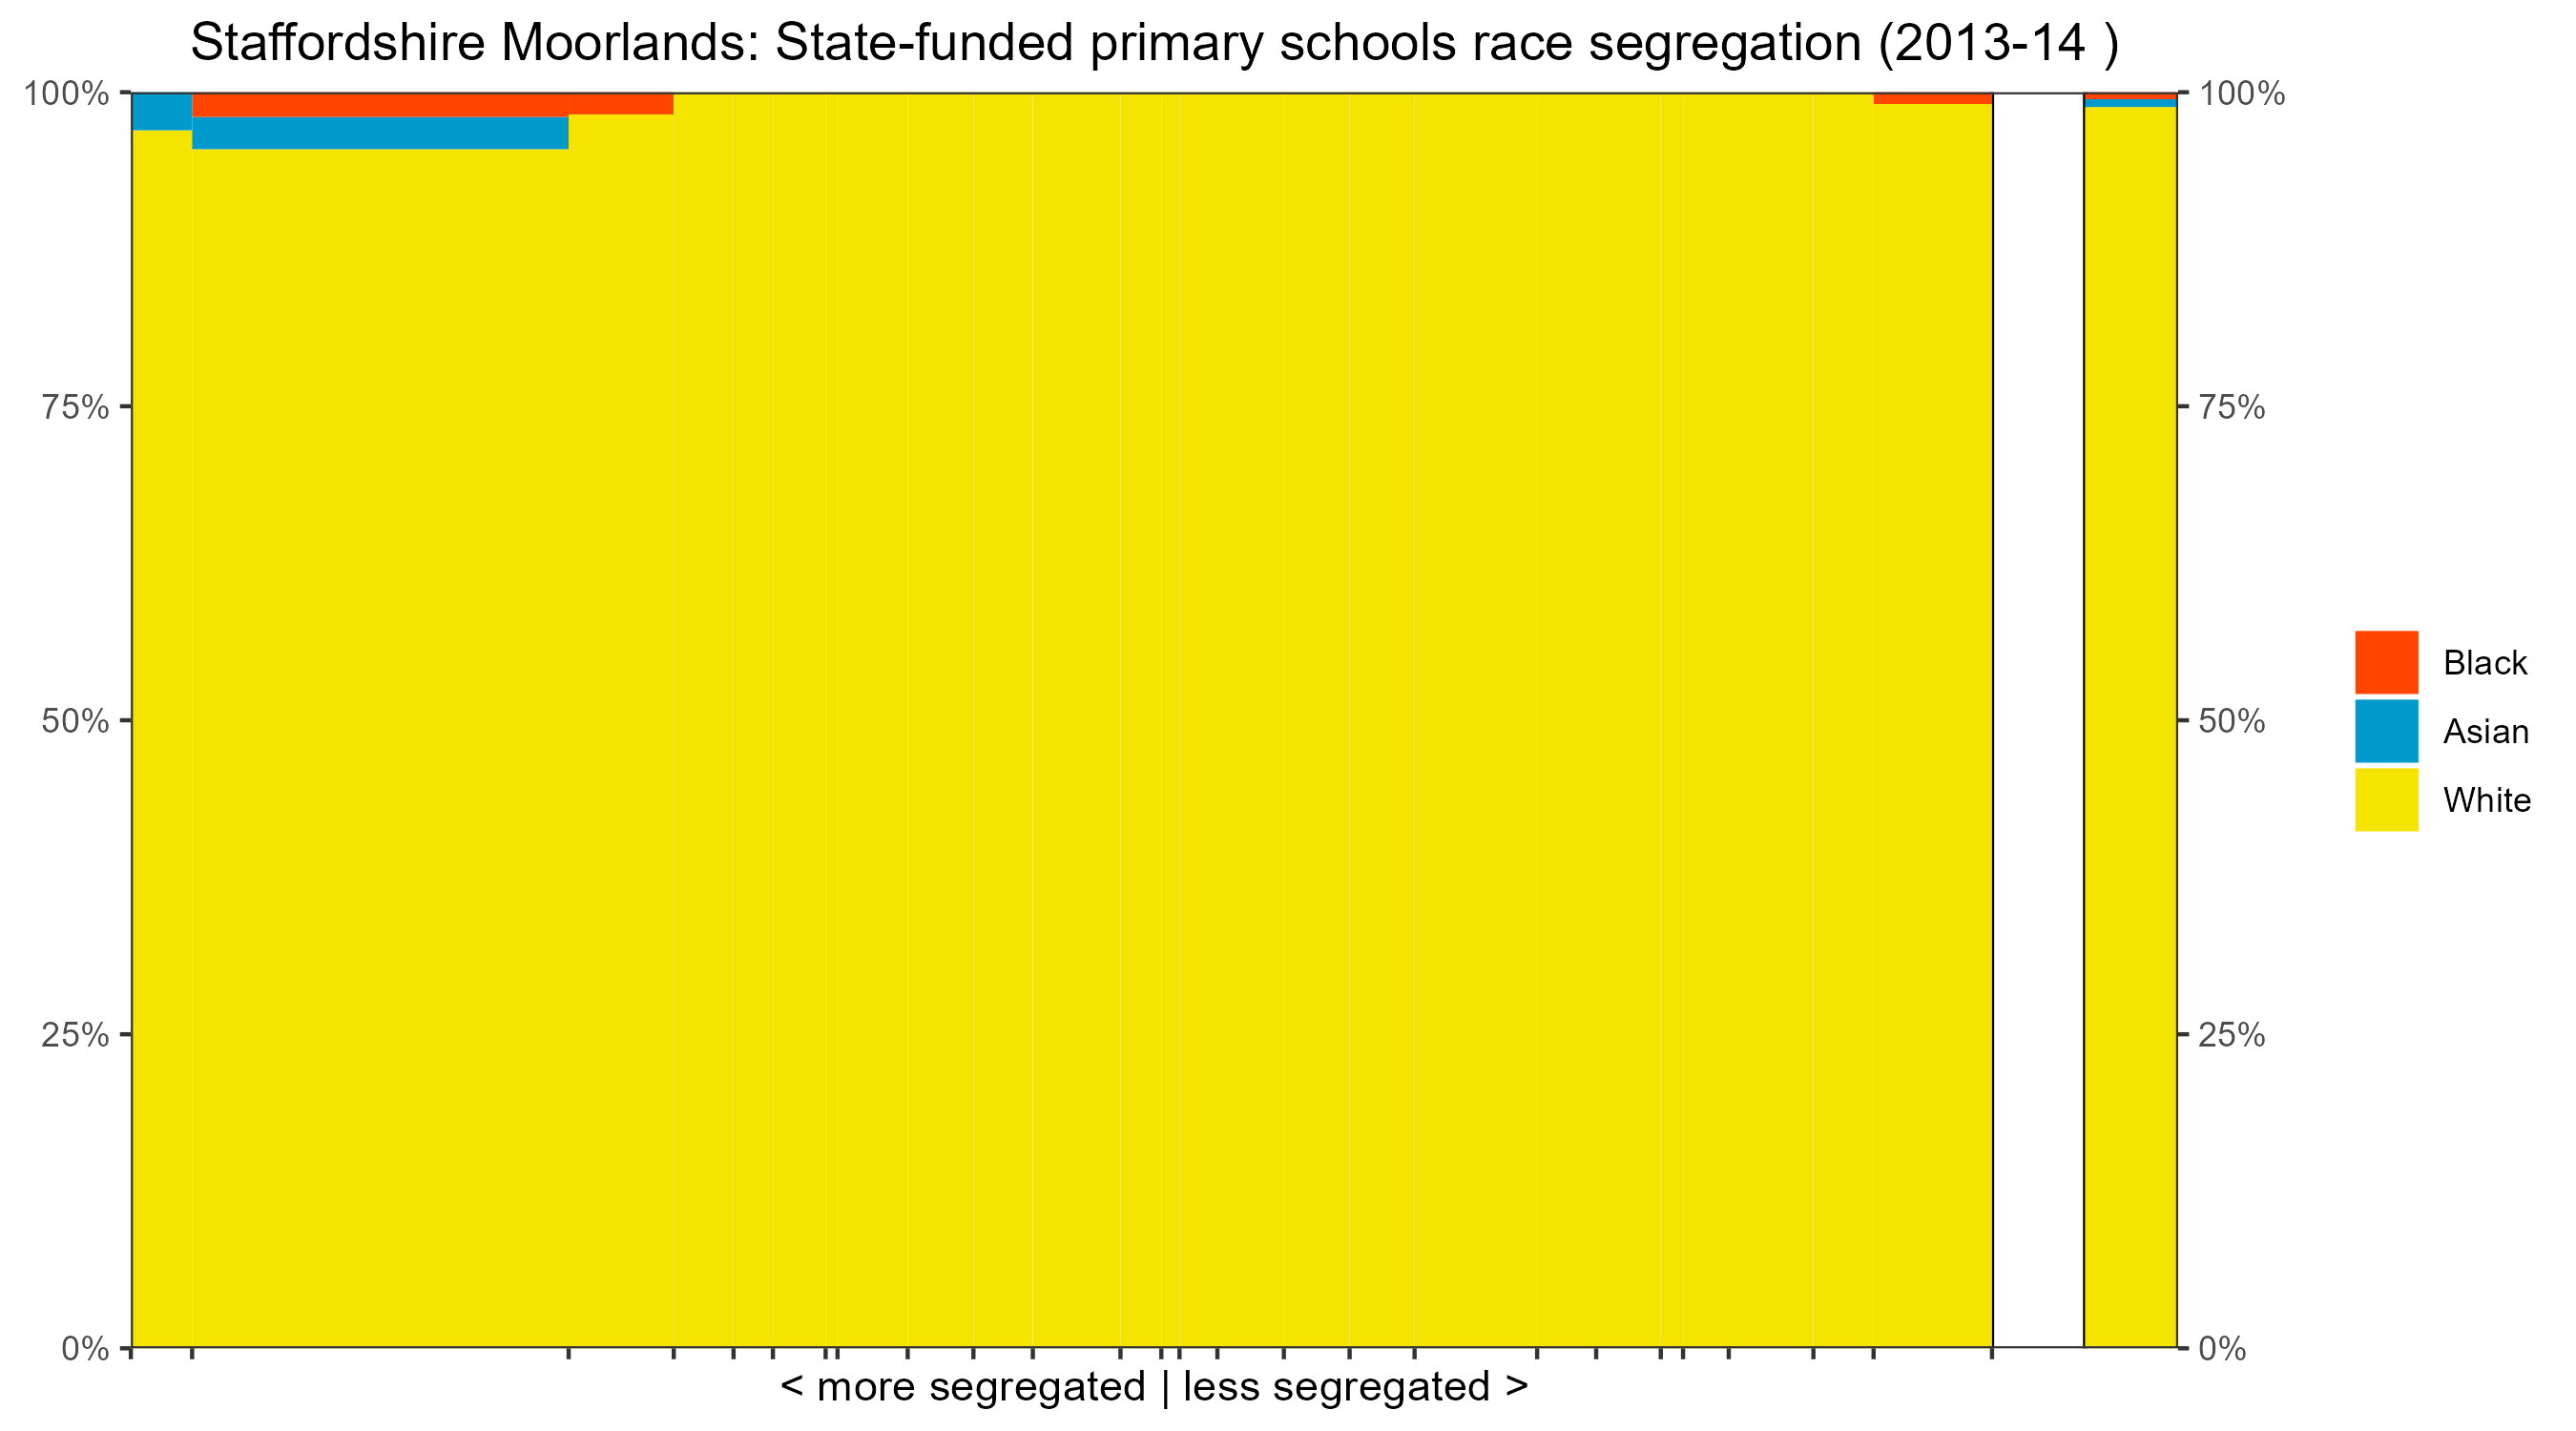 Staffordshire Moorlands: State-funded primary schools race segregation (2013-14 )
100%
75%
50%
25%
0%
100%
75%
50%
25%
0%
Black
Asian
White
< more segregated | less segregated >